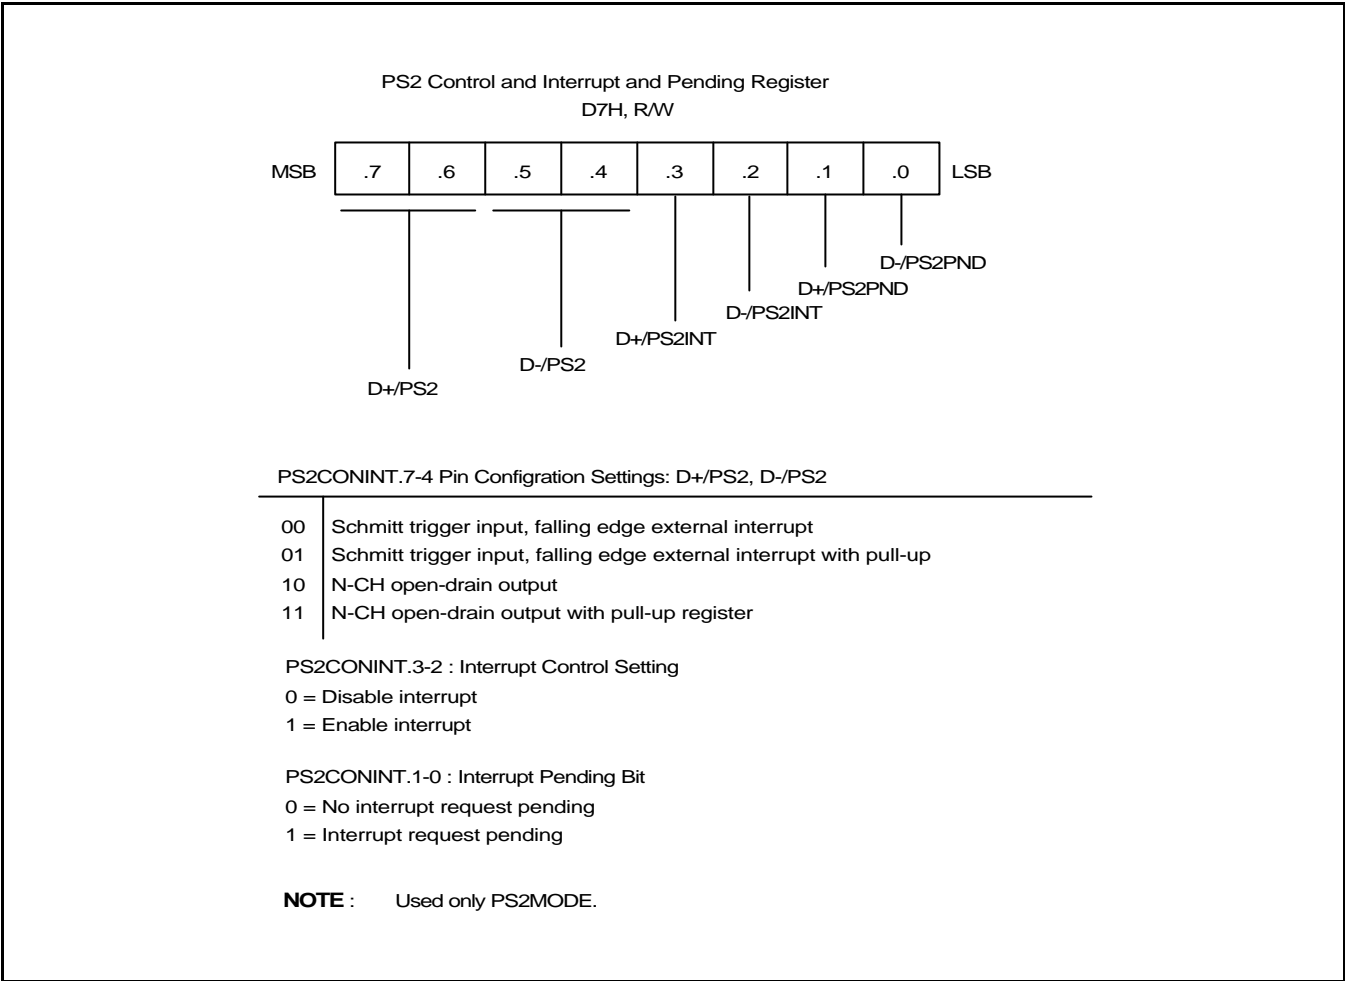 PS2 Control and Interrupt and Pending Register
D7H, R/W
MSB .7 .6 .5 .4 .3 .2 .1 .0 LSB
D-/PS2PND
D+/PS2PND
D-/PS2INT
D+/PS2INT
D-/PS2
D+/PS2
PS2CONINT.7-4 Pin Configration Settings: D+/PS2, D-/PS2
00 Schmitt trigger input, falling edge external interrupt
01 Schmitt trigger input, falling edge external interrupt with pull-up
10 N-CH open-drain output
11 N-CH open-drain output with pull-up register
PS2CONINT.3-2 : Interrupt Control Setting
0 = Disable interrupt
1 = Enable interrupt
PS2CONINT.1-0 : Interrupt Pending Bit
0 = No interrupt request pending
1 = Interrupt request pending
NOTE : Used only PS2MODE.